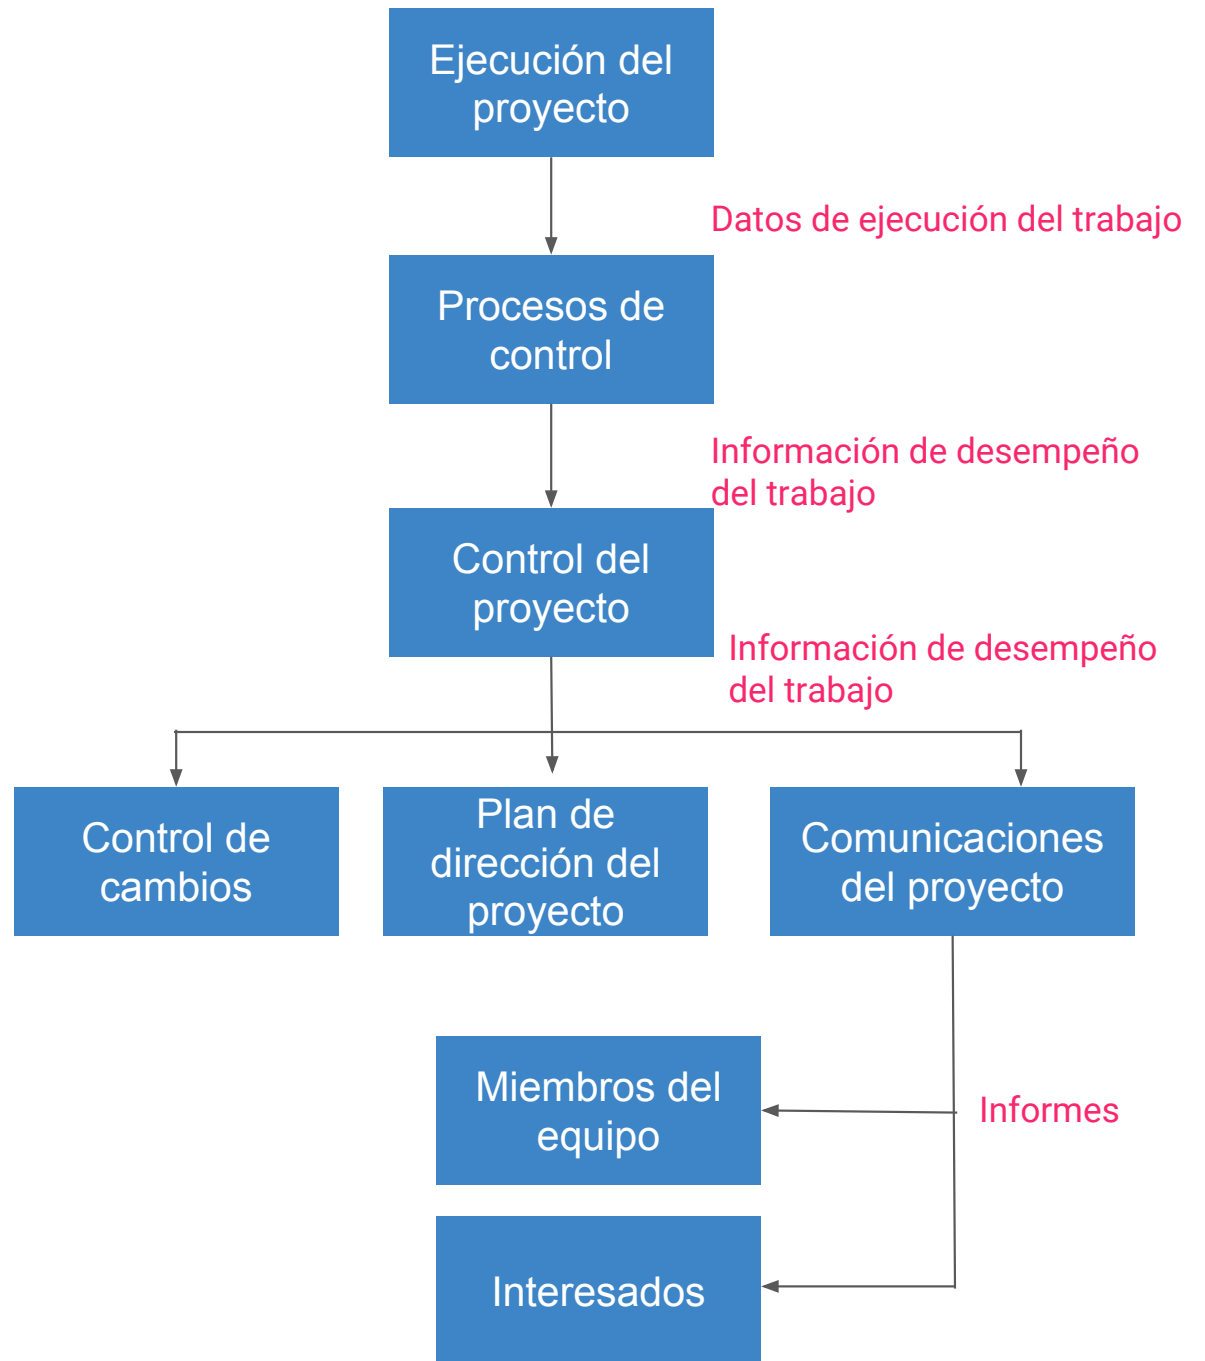 Ejecución del
proyecto
Datos de ejecución del trabajo
Procesos de
control
Información de desempeño
del trabajo
Control del
proyecto
Información de desempeño
del trabajo
Control de
cambios
Plan de
dirección del
proyecto
Comunicaciones
del proyecto
Miembros del
equipo
Informes
Interesados